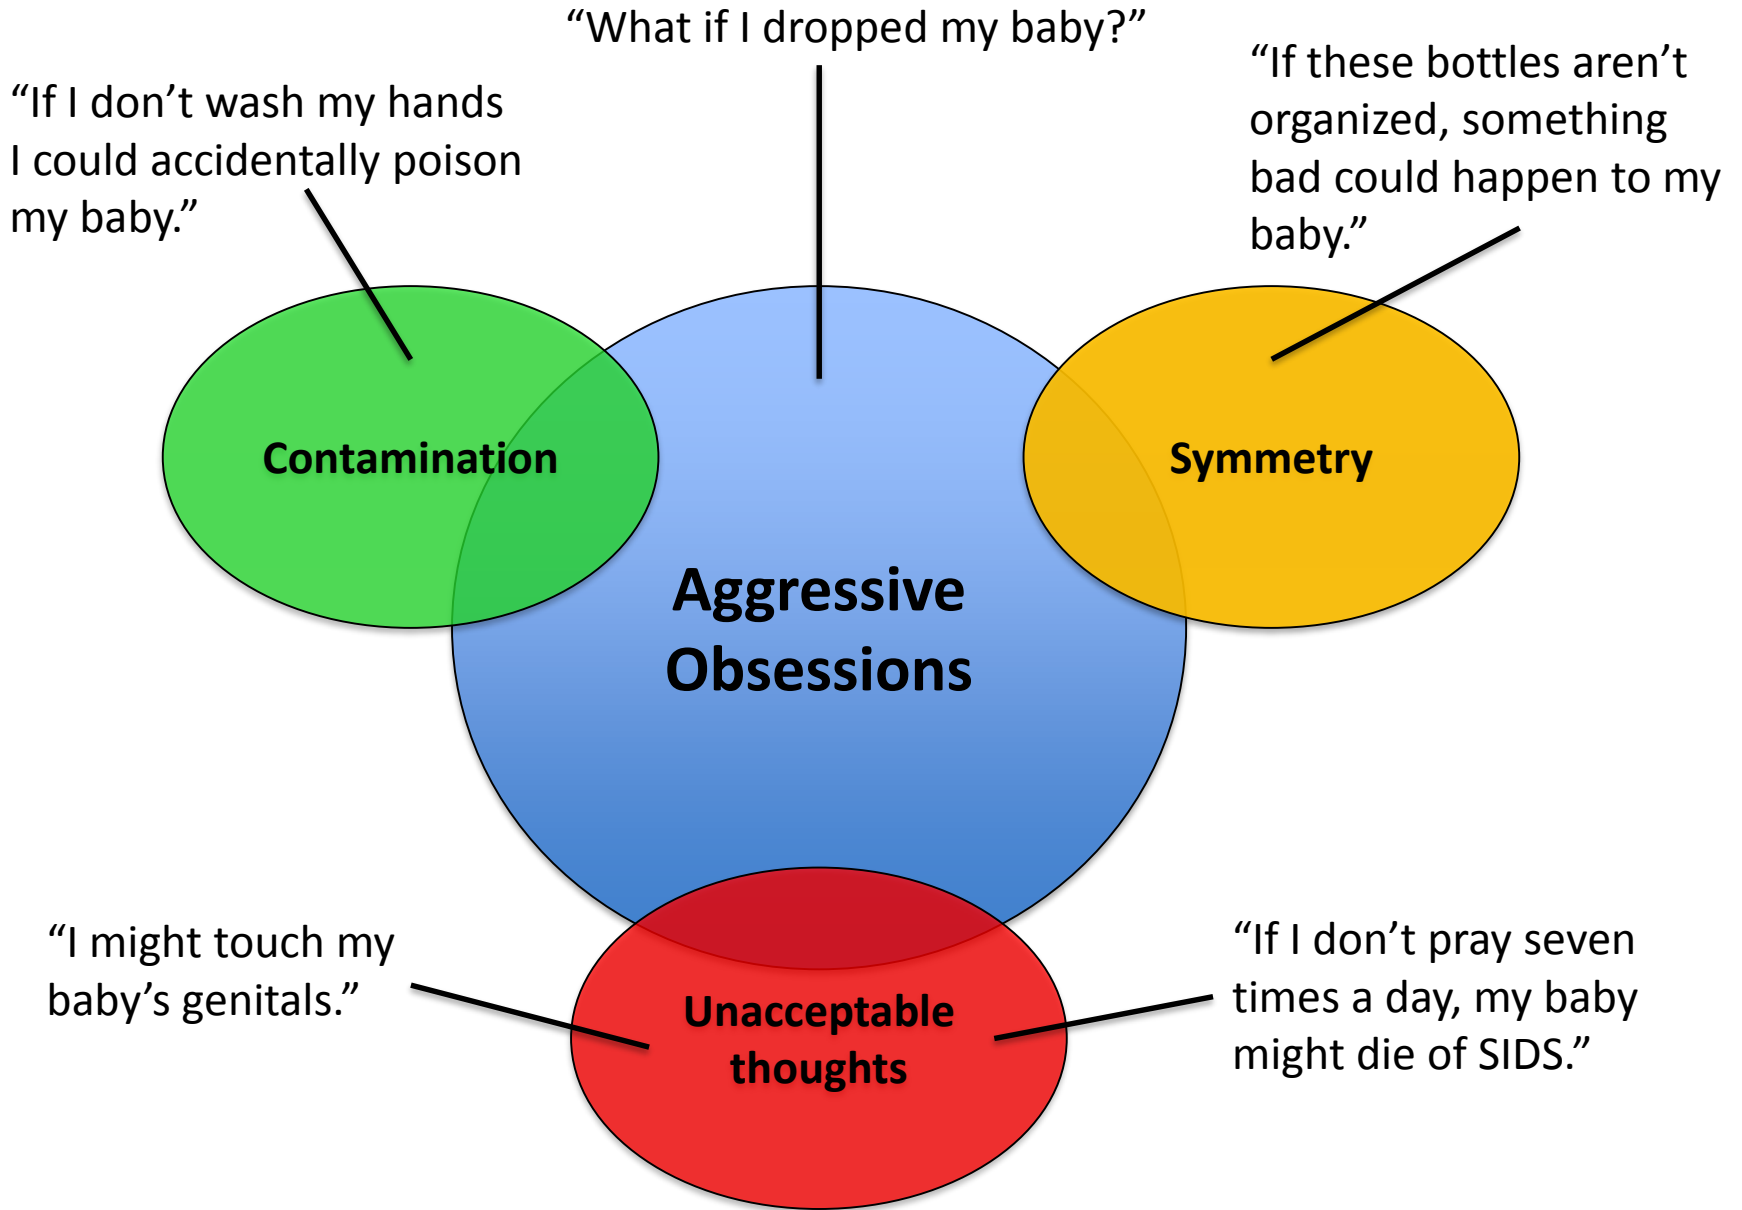 “What if I dropped my baby?”
“If I don’t wash my hands
I could accidentally poison
my baby.”
“If these bottles aren’t
organized, something
bad could happen to my
baby.”
Contamination
Symmetry
Aggressive
Obsessions
“I might touch my
baby’s genitals.”
Unacceptable
thoughts
“If I don’t pray seven
times a day, my baby
might die of SIDS.”